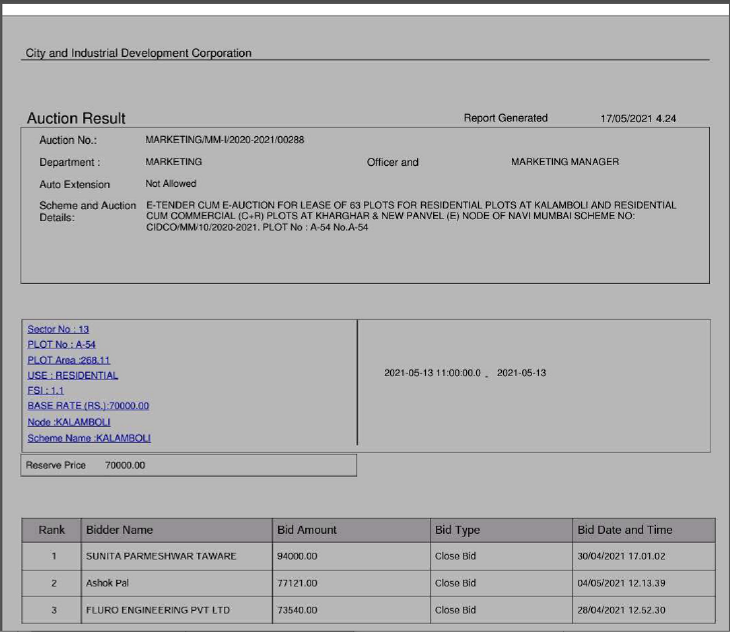 City and Industrial Development Corporation
Auction Result Report Generated 17/05/2021 4.24
Auction No.: MARKETING/MM-I/2020-2021/00288
Department : MARKETING Officer and MARKETING MANAGER
Auto Extension Not Allowed
Scheme and Auction E-TENDER CUM E-AUCTION FOR LEASE OF 63 PLOTS FOR RESIDENTIAL PLOTS AT KALAMBOLI AND RESIDENTIAL
Details: CUM COMMERCIAL (C+R) PLOTS AT KHARGHAR & NEW PANVEL (E) NODE OF NAVI MUMBAI SCHEME NO:
CIDCO/MM/10/2020-2021. PLOT No : A-54 No.A-54
Sector No : 13
PLOT No : A-54
PLOT Area :268.11
USE : RESIDENTIAL
FSI : 1.1
BASE RATE (RS.):70000.00
Node :KALAMBOLI
Scheme Name :KALAMBOLI
2021-05-13 11:00:00.0 - 2021-05-13
Reserve Price 70000.00
Rank Bidder Name Bid Amount Bid Type Bid Date and Time
1 SUNITA PARMESHWAR TAWARE 94000.00 Close Bid 30/04/2021 17.01.02
2 Ashok Pal 77121.00 Close Bid 04/05/2021 12.13.39
3 FLURO ENGINEERING PVT LTD 73540.00 Close Bid 28/04/2021 12.52.30